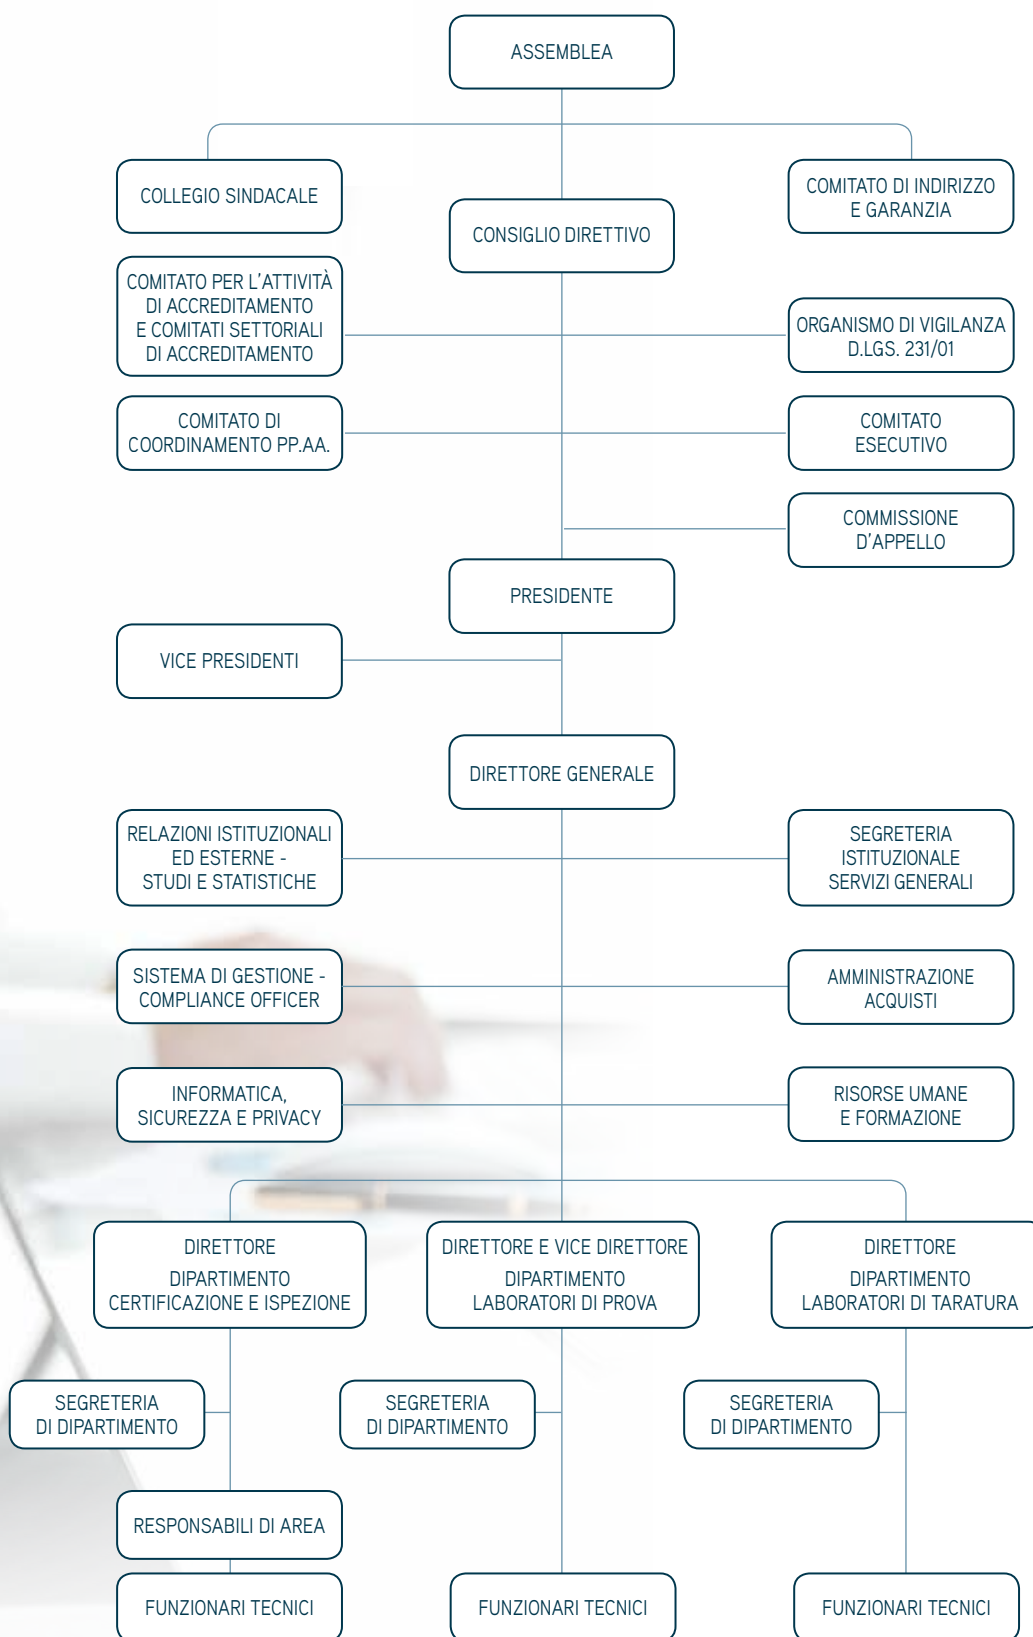 ASSEMBLEA
COLLEGIO SINDACALE
COMITATO DI INDIRIZZO
E GARANZIA
CONSIGLIO DIRETTIVO
COMITATO PER L'ATTIVITÀ
DI ACCREDITAMENTO
E COMITATI SETTORIALI
DI ACCREDITAMENTO
ORGANISMO DI VIGILANZA
D.LGS. 231/01
COMITATO DI
COORDINAMENTO PP.AA.
COMITATO
ESECUTIVO
COMMISSIONE
D'APPELLO
PRESIDENTE
VICE PRESIDENTI
DIRETTORE GENERALE
RELAZIONI ISTITUZIONALI
ED ESTERNE -
STUDI E STATISTICHE
SEGRETERIA
ISTITUZIONALE
SERVIZI GENERALI
SISTEMA DI GESTIONE -
COMPLIANCE OFFICER
AMMINISTRAZIONE
ACQUISTI
INFORMATICA,
SICUREZZA E PRIVACY
RISORSE UMANE
E FORMAZIONE
DIRETTORE
DIPARTIMENTO
CERTIFICAZIONE E ISPEZIONE
DIRETTORE E VICE DIRETTORE
DIPARTIMENTO
LABORATORI DI PROVA
DIRETTORE
DIPARTIMENTO
LABORATORI DI TARATURA
SEGRETERIA
DI DIPARTIMENTO
SEGRETERIA
DI DIPARTIMENTO
SEGRETERIA
DI DIPARTIMENTO
RESPONSABILI DI AREA
FUNZIONARI TECNICI
FUNZIONARI TECNICI
FUNZIONARI TECNICI